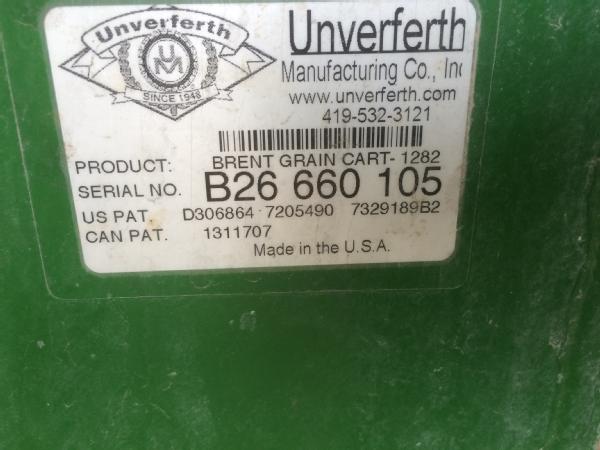 Unverferth
UM
SINCE 1948
Unverferth
Manufacturing Co., Inc
www.unverferth.com
419-532-3121
PRODUCT: BRENT GRAIN CART- 1282
SERIAL NO. B26 660 105
US PAT. D306864 7205490 7329189B2
CAN PAT. 1311707
Made in the U.S.A.